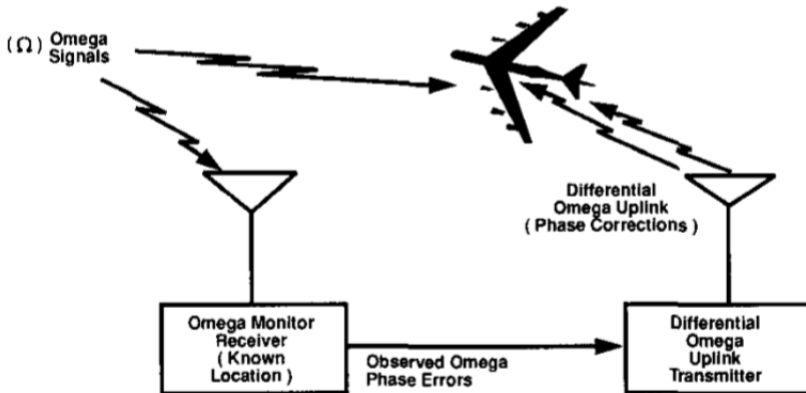 (Ω) Omega
Signals
Differential
Omega Uplink
( Phase Corrections )
Omega Monitor
Receiver
( Known
Location )
Observed Omega
Phase Errors
Differential
Omega
Uplink
Transmitter